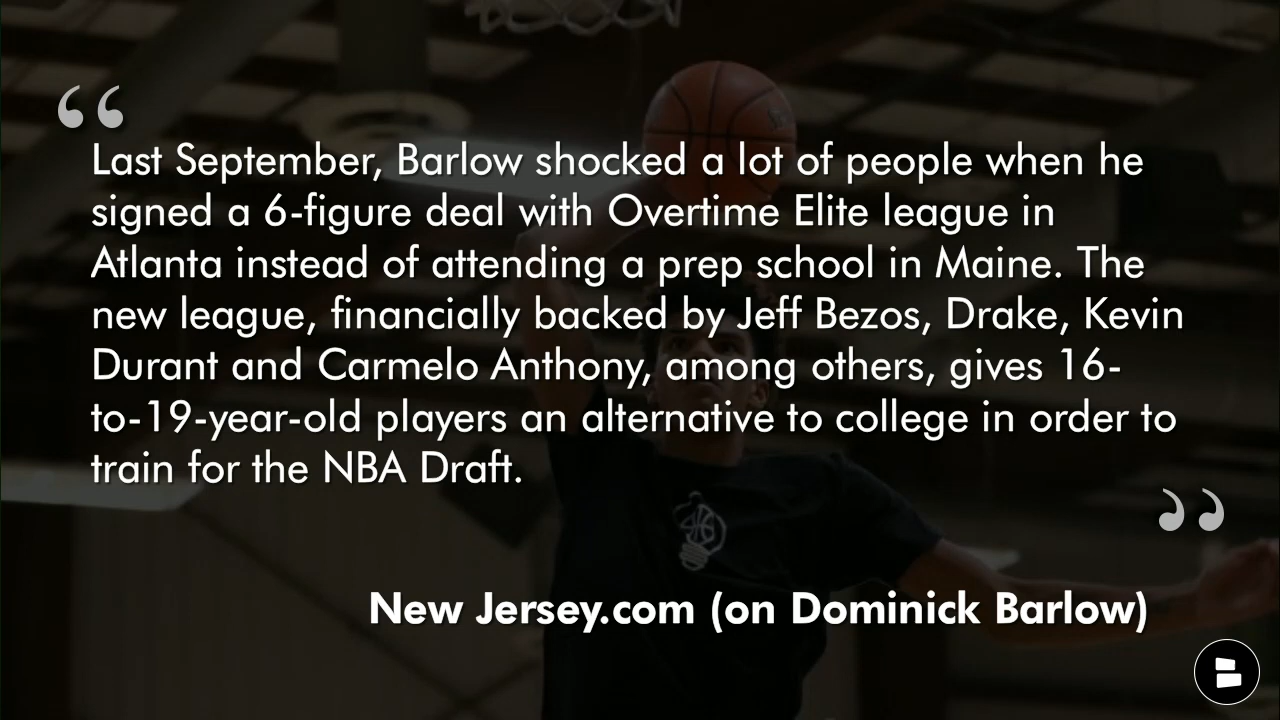 “
Last September, Barlow shocked a lot of people when he
signed a 6-figure deal with Overtime Elite league in
Atlanta instead of attending a prep school in Maine. The
new league, financially backed by Jeff Bezos, Drake, Kevin
Durant and Carmelo Anthony, among others, gives 16-
to-19-year-old players an alternative to college in order to
train for the NBA Draft.
”
New Jersey.com (on Dominick Barlow)